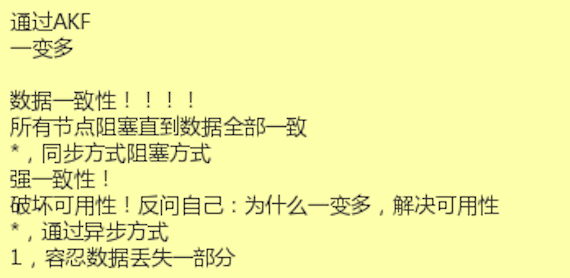 通过AKF
一变多
数据一致性！！！！
所有节点阻塞直到数据全部一致
*，同步方式阻塞方式
强一致性！
破坏可用性！反问自己：为什么一变多，解决可用性
*，通过异步方式
1，容忍数据丢失一部分